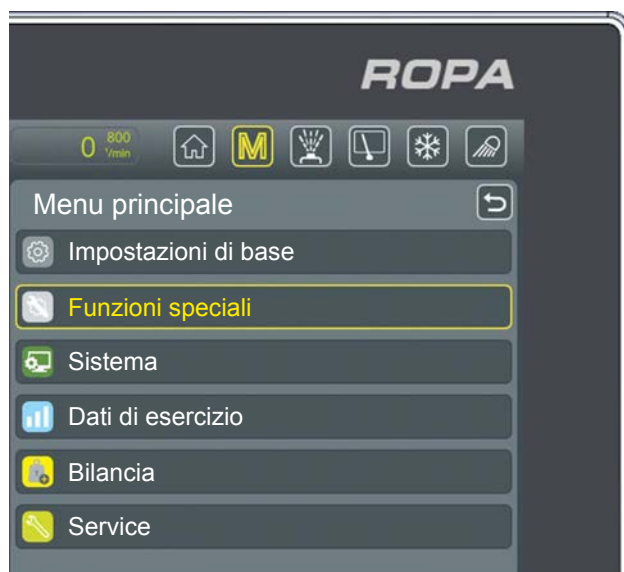 ROPA
0 800 1/min
M
Menu principale
Impostazioni di base
Funzioni speciali
Sistema
Dati di esercizio
Bilancia
Service